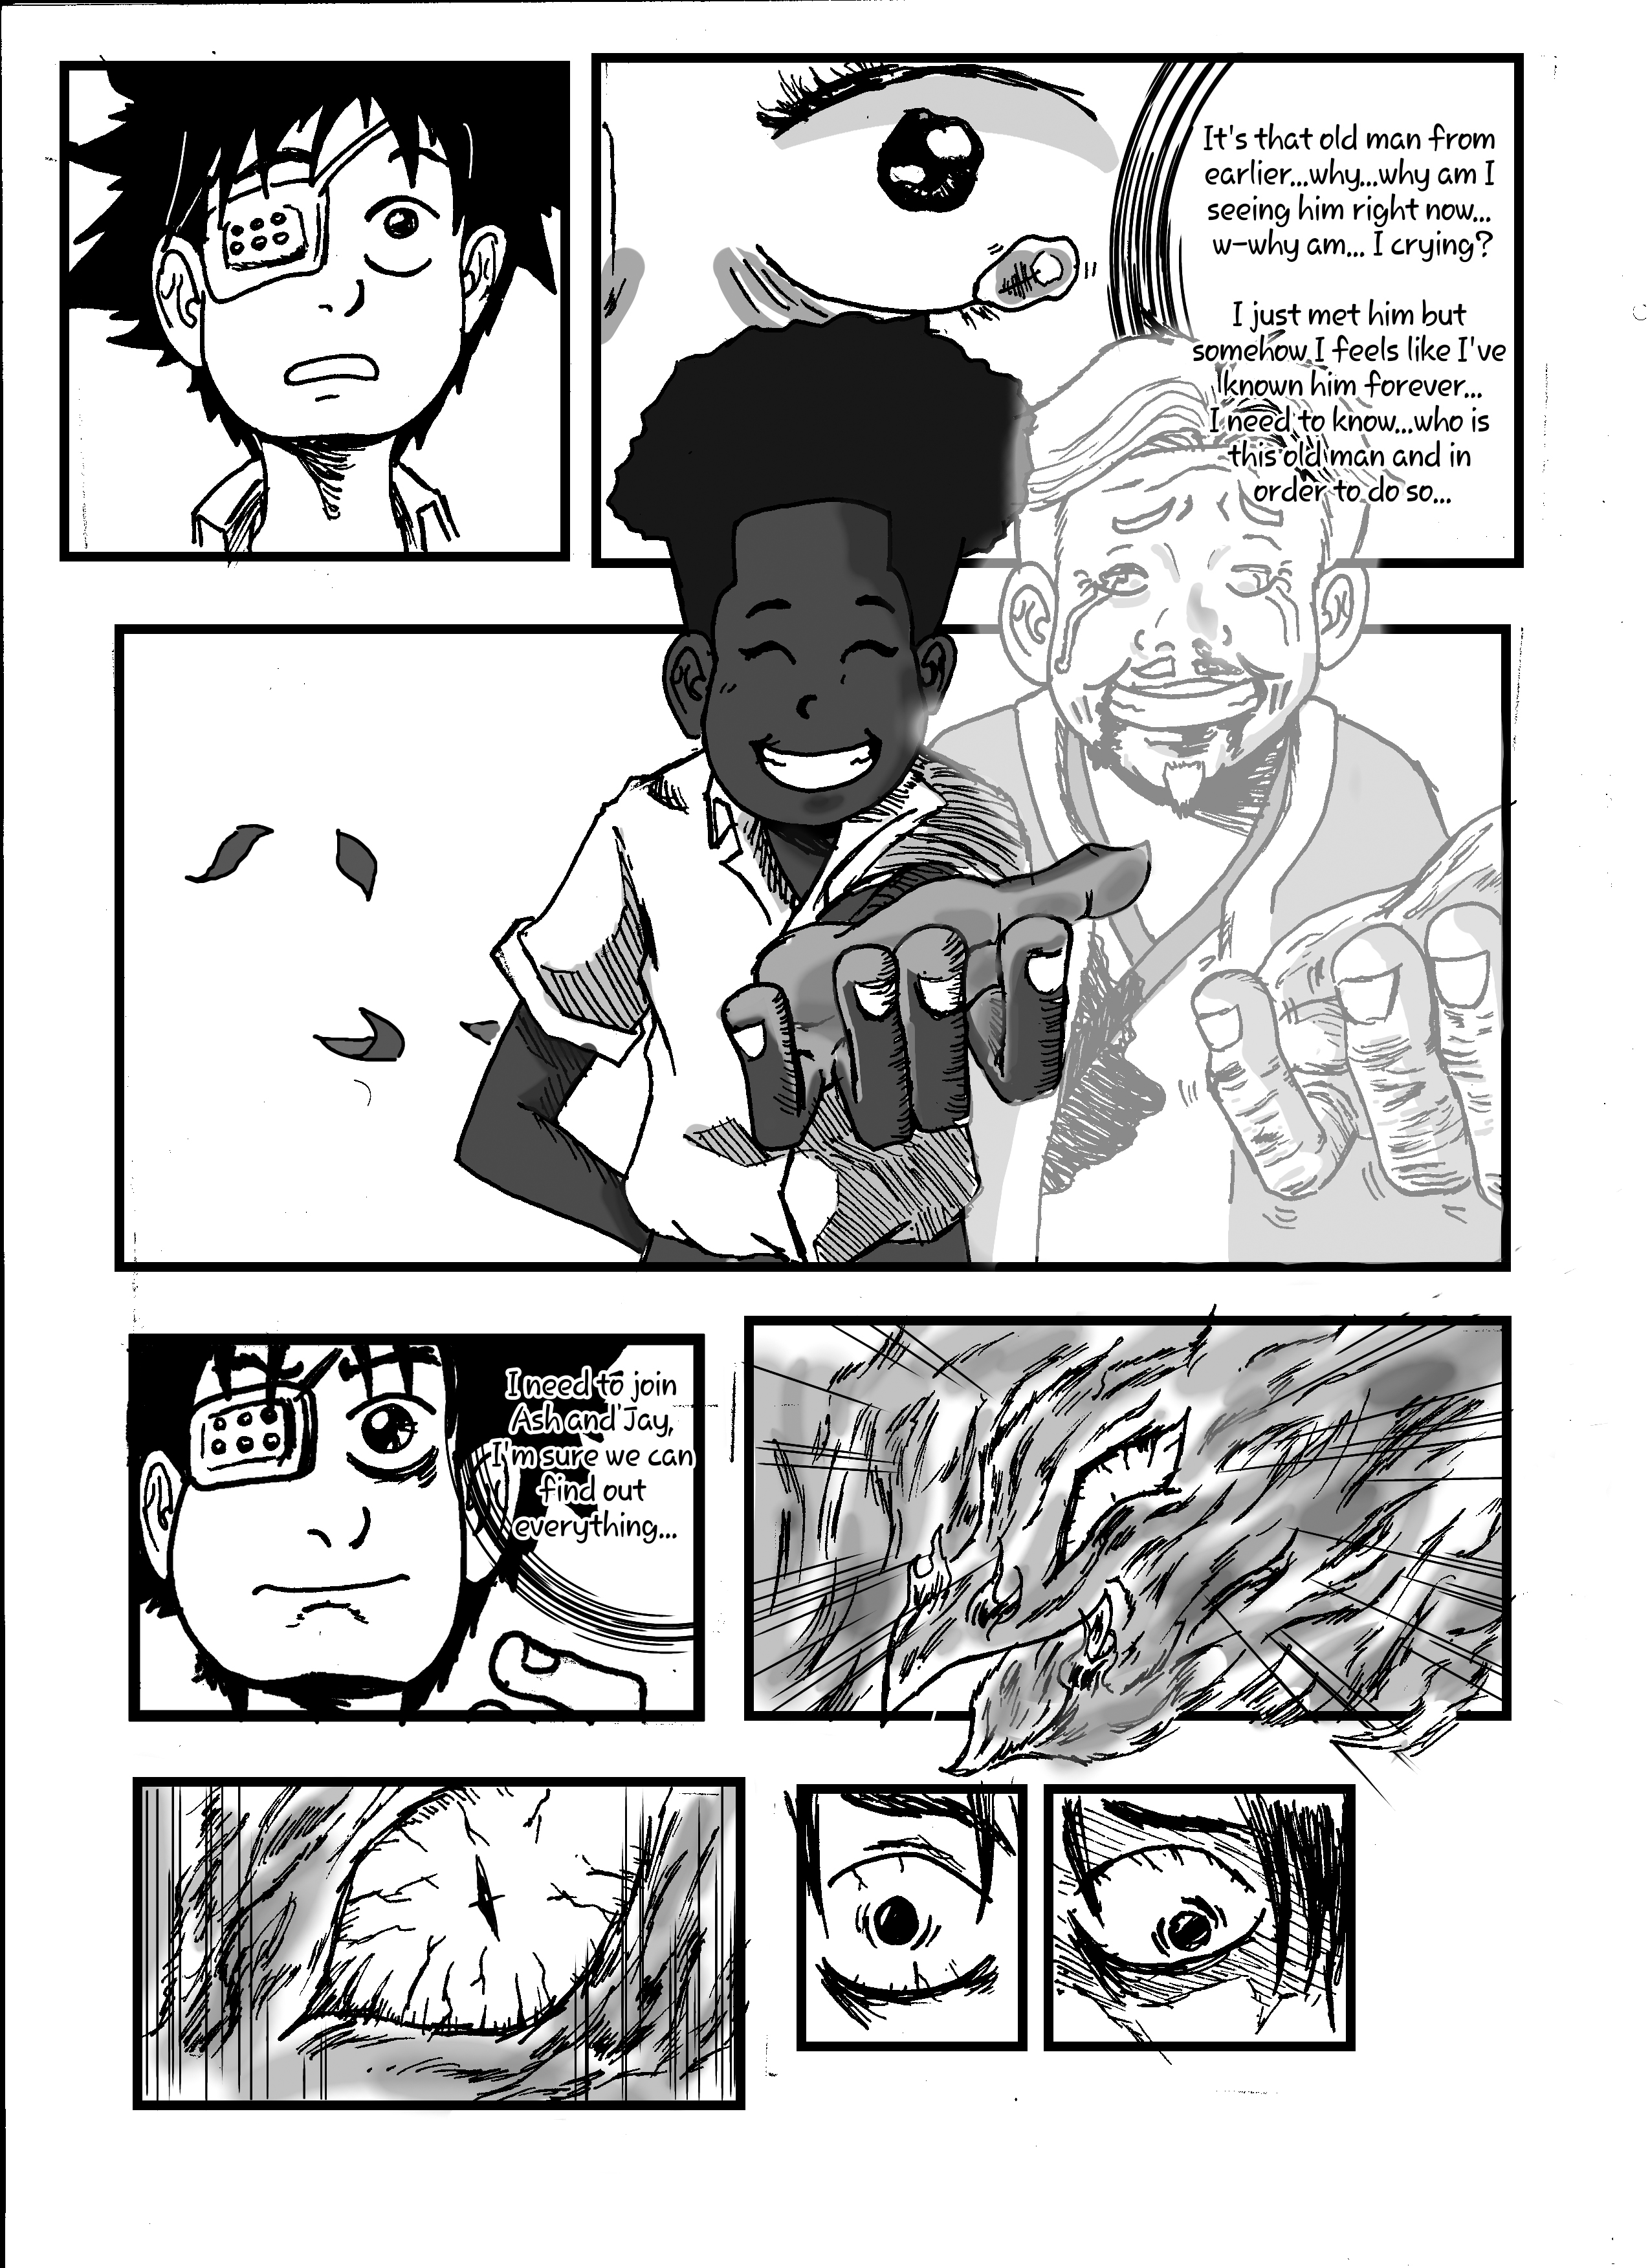 It's that old man from
earlier...why...why am I
seeing him right now...
w-why am... I crying?
I just met him but
somehow I feels like I've
known him forever...
I need to know...who is
this old man and in
order to do so...
I need to join
Ash and Jay,
I'm sure we can
find out
everything...